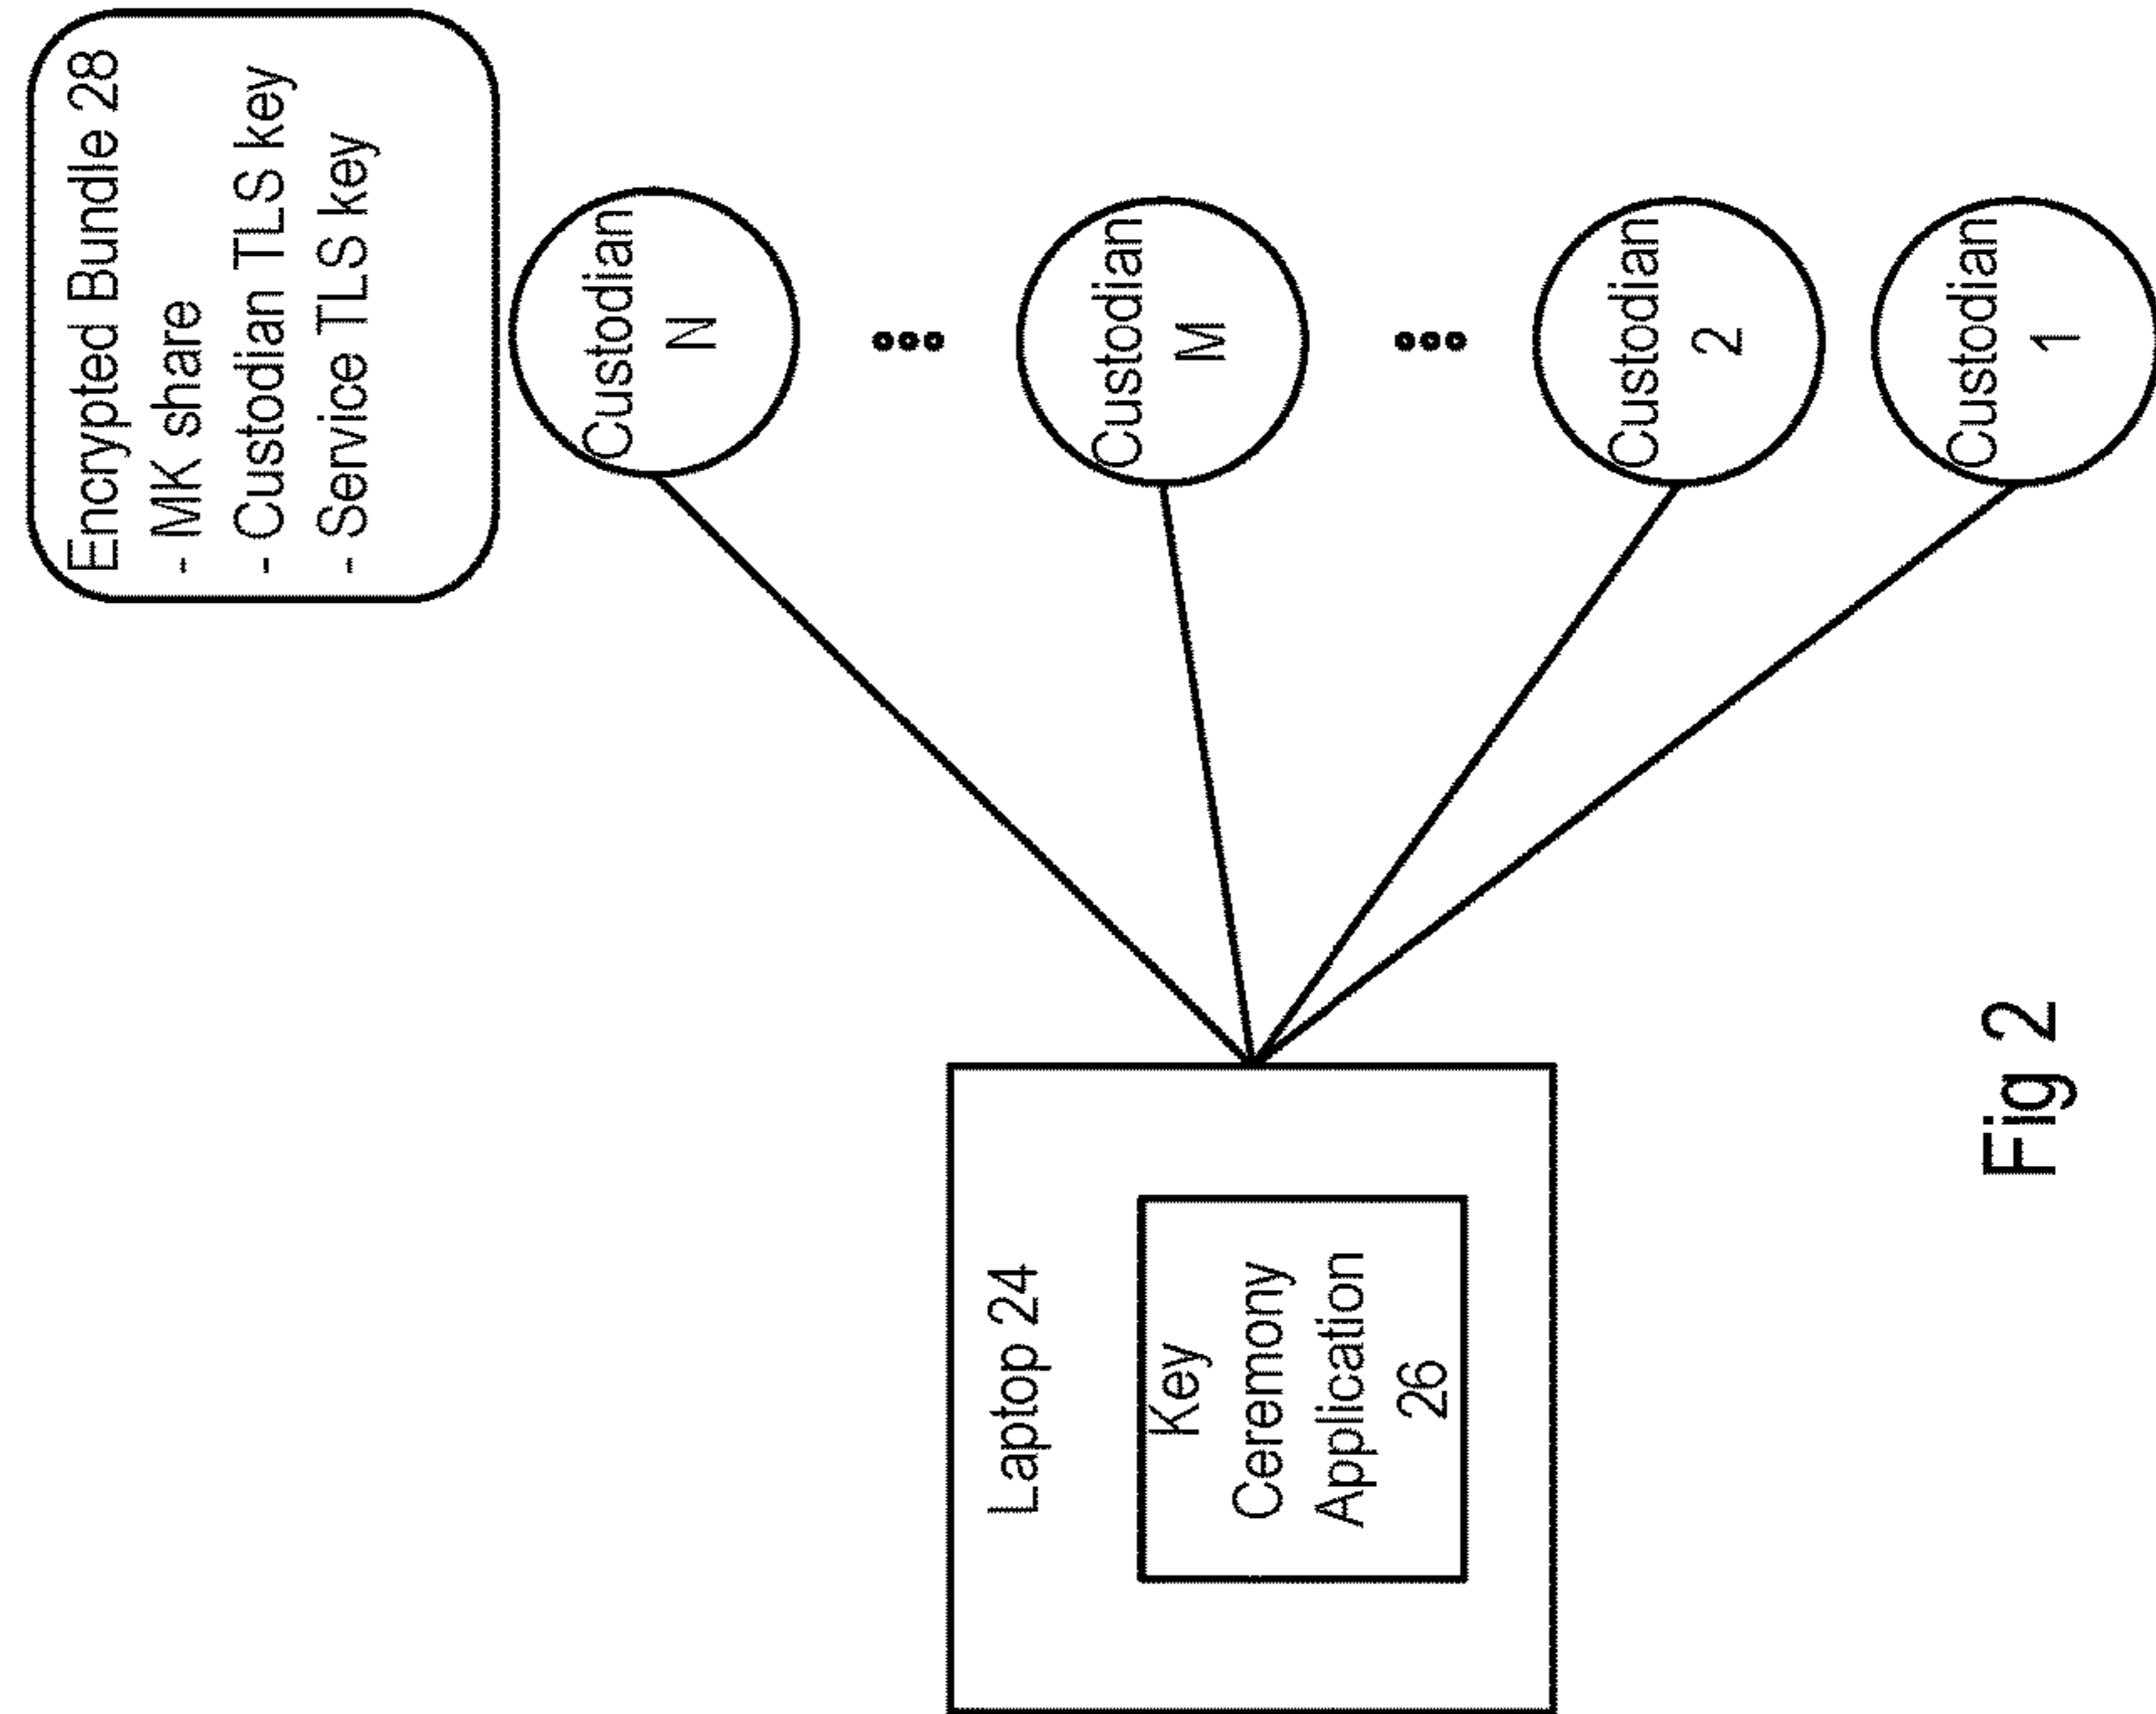 Encrypted Bundle 28
- MK share
- Custodian TLS key
- Service TLS key
Custodian
N
Custodian
M
Custodian
2
Custodian
1
Laptop 24
Key
Ceremony
Application
26
Fig 2